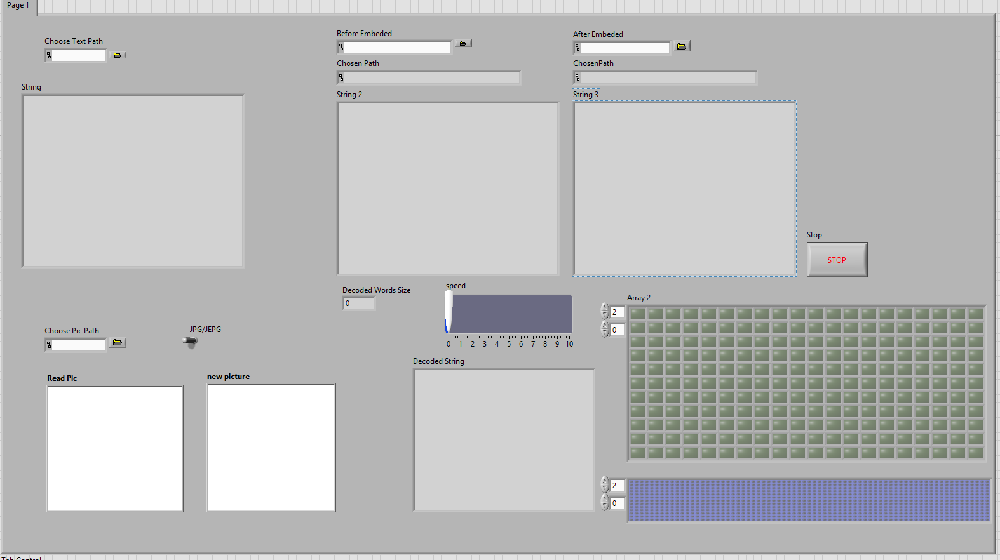 Page 1
Choose Text Path
Before Embeded
After Embeded
Chosen Path
ChosenPath
String
String 2
String 3
Stop
STOP
Decoded Words Size
0
speed
0 1 2 3 4 5 6 7 8 9 10
Array 2
2
0
Choose Pic Path
JPG/JEPG
Decoded String
Read Pic
new picture
2
0
Tab Control